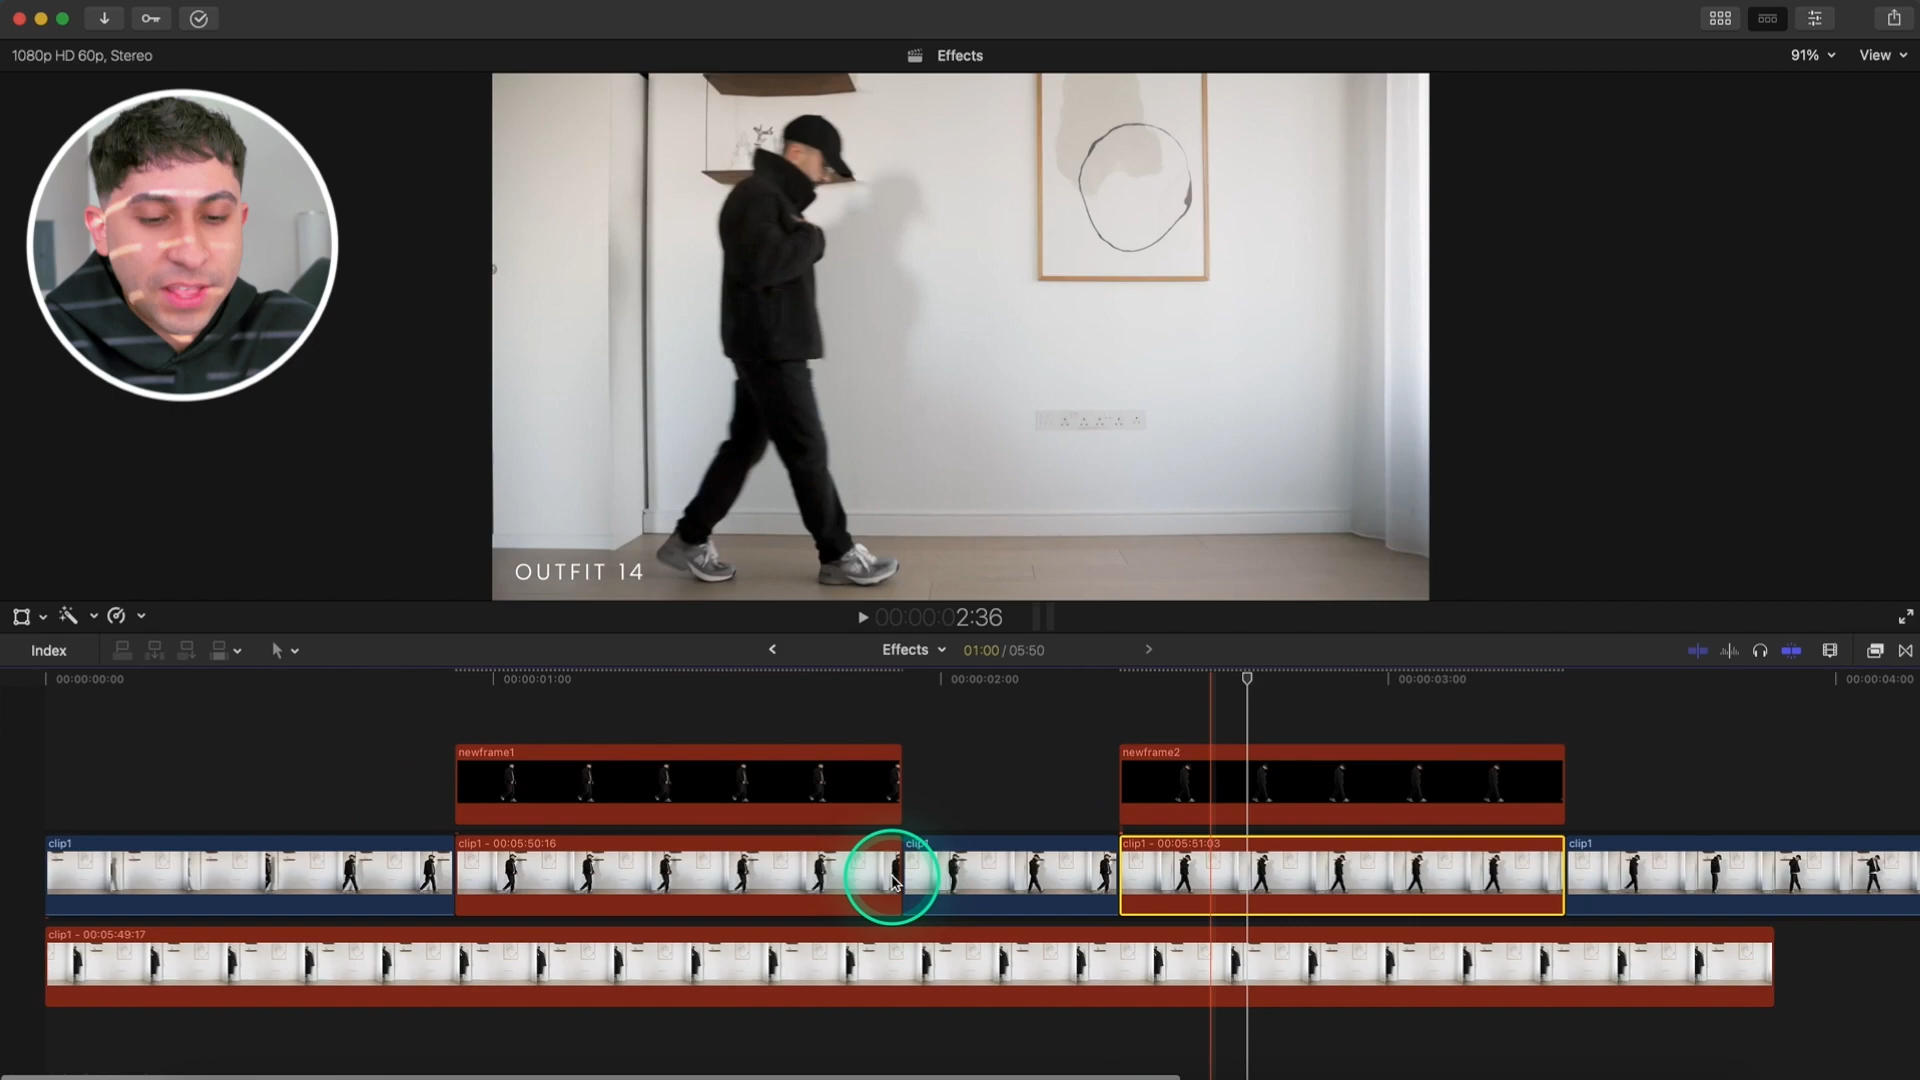 1080p HD 60p, Stereo
Effects
91%
View
OUTFIT 14
00:00:02:36
Index
Effects
01:00 / 05:50
00:00:00:00
00:00:01:00
00:00:02:00
00:00:03:00
00:00:04:00
newframe1
newframe2
clip1
clip1 - 00:05:50:16
clip1
clip1 - 00:05:51:03
clip1
clip1 - 00:05:49:17